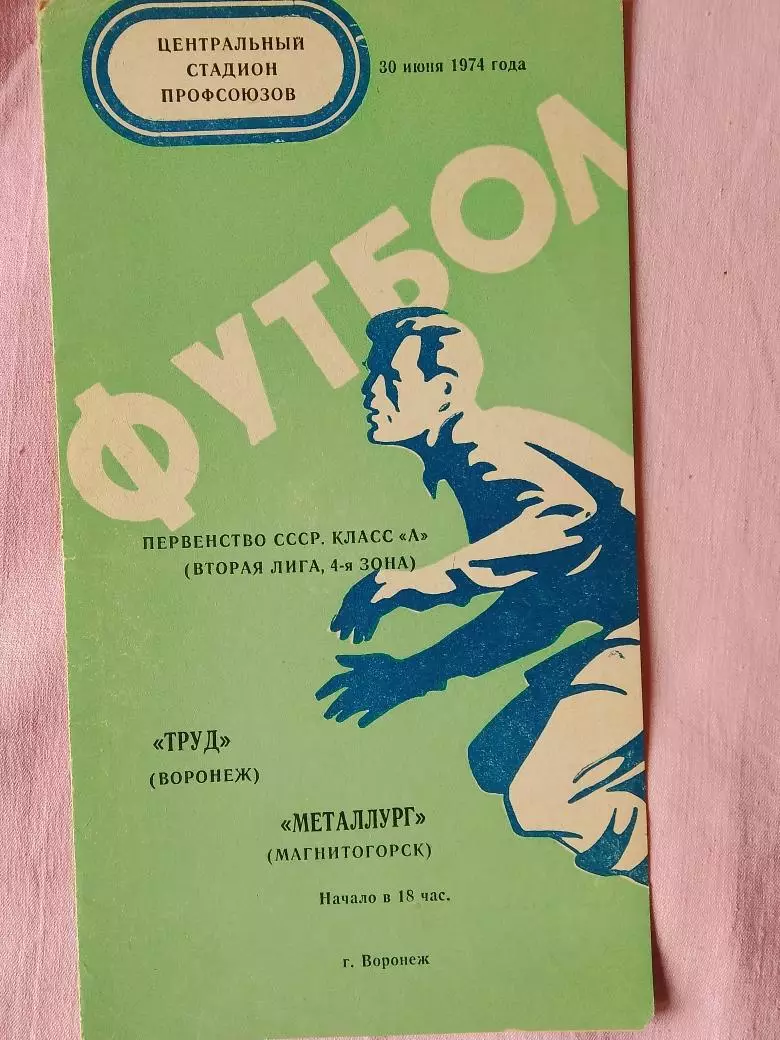 ЦЕНТРАЛЬНЫЙ
СТАДИОН
ПРОФСОЮЗОВ
30 июня 1974 года
ФУТБОЛ
ПЕРВЕНСТВО СССР. КЛАСС «А»
(ВТОРАЯ ЛИГА, 4-я ЗОНА)
«ТРУД»
(ВОРОНЕЖ)
«МЕТАЛЛУРГ»
(МАГНИТОГОРСК)
Начало в 18 час.
г. Воронеж